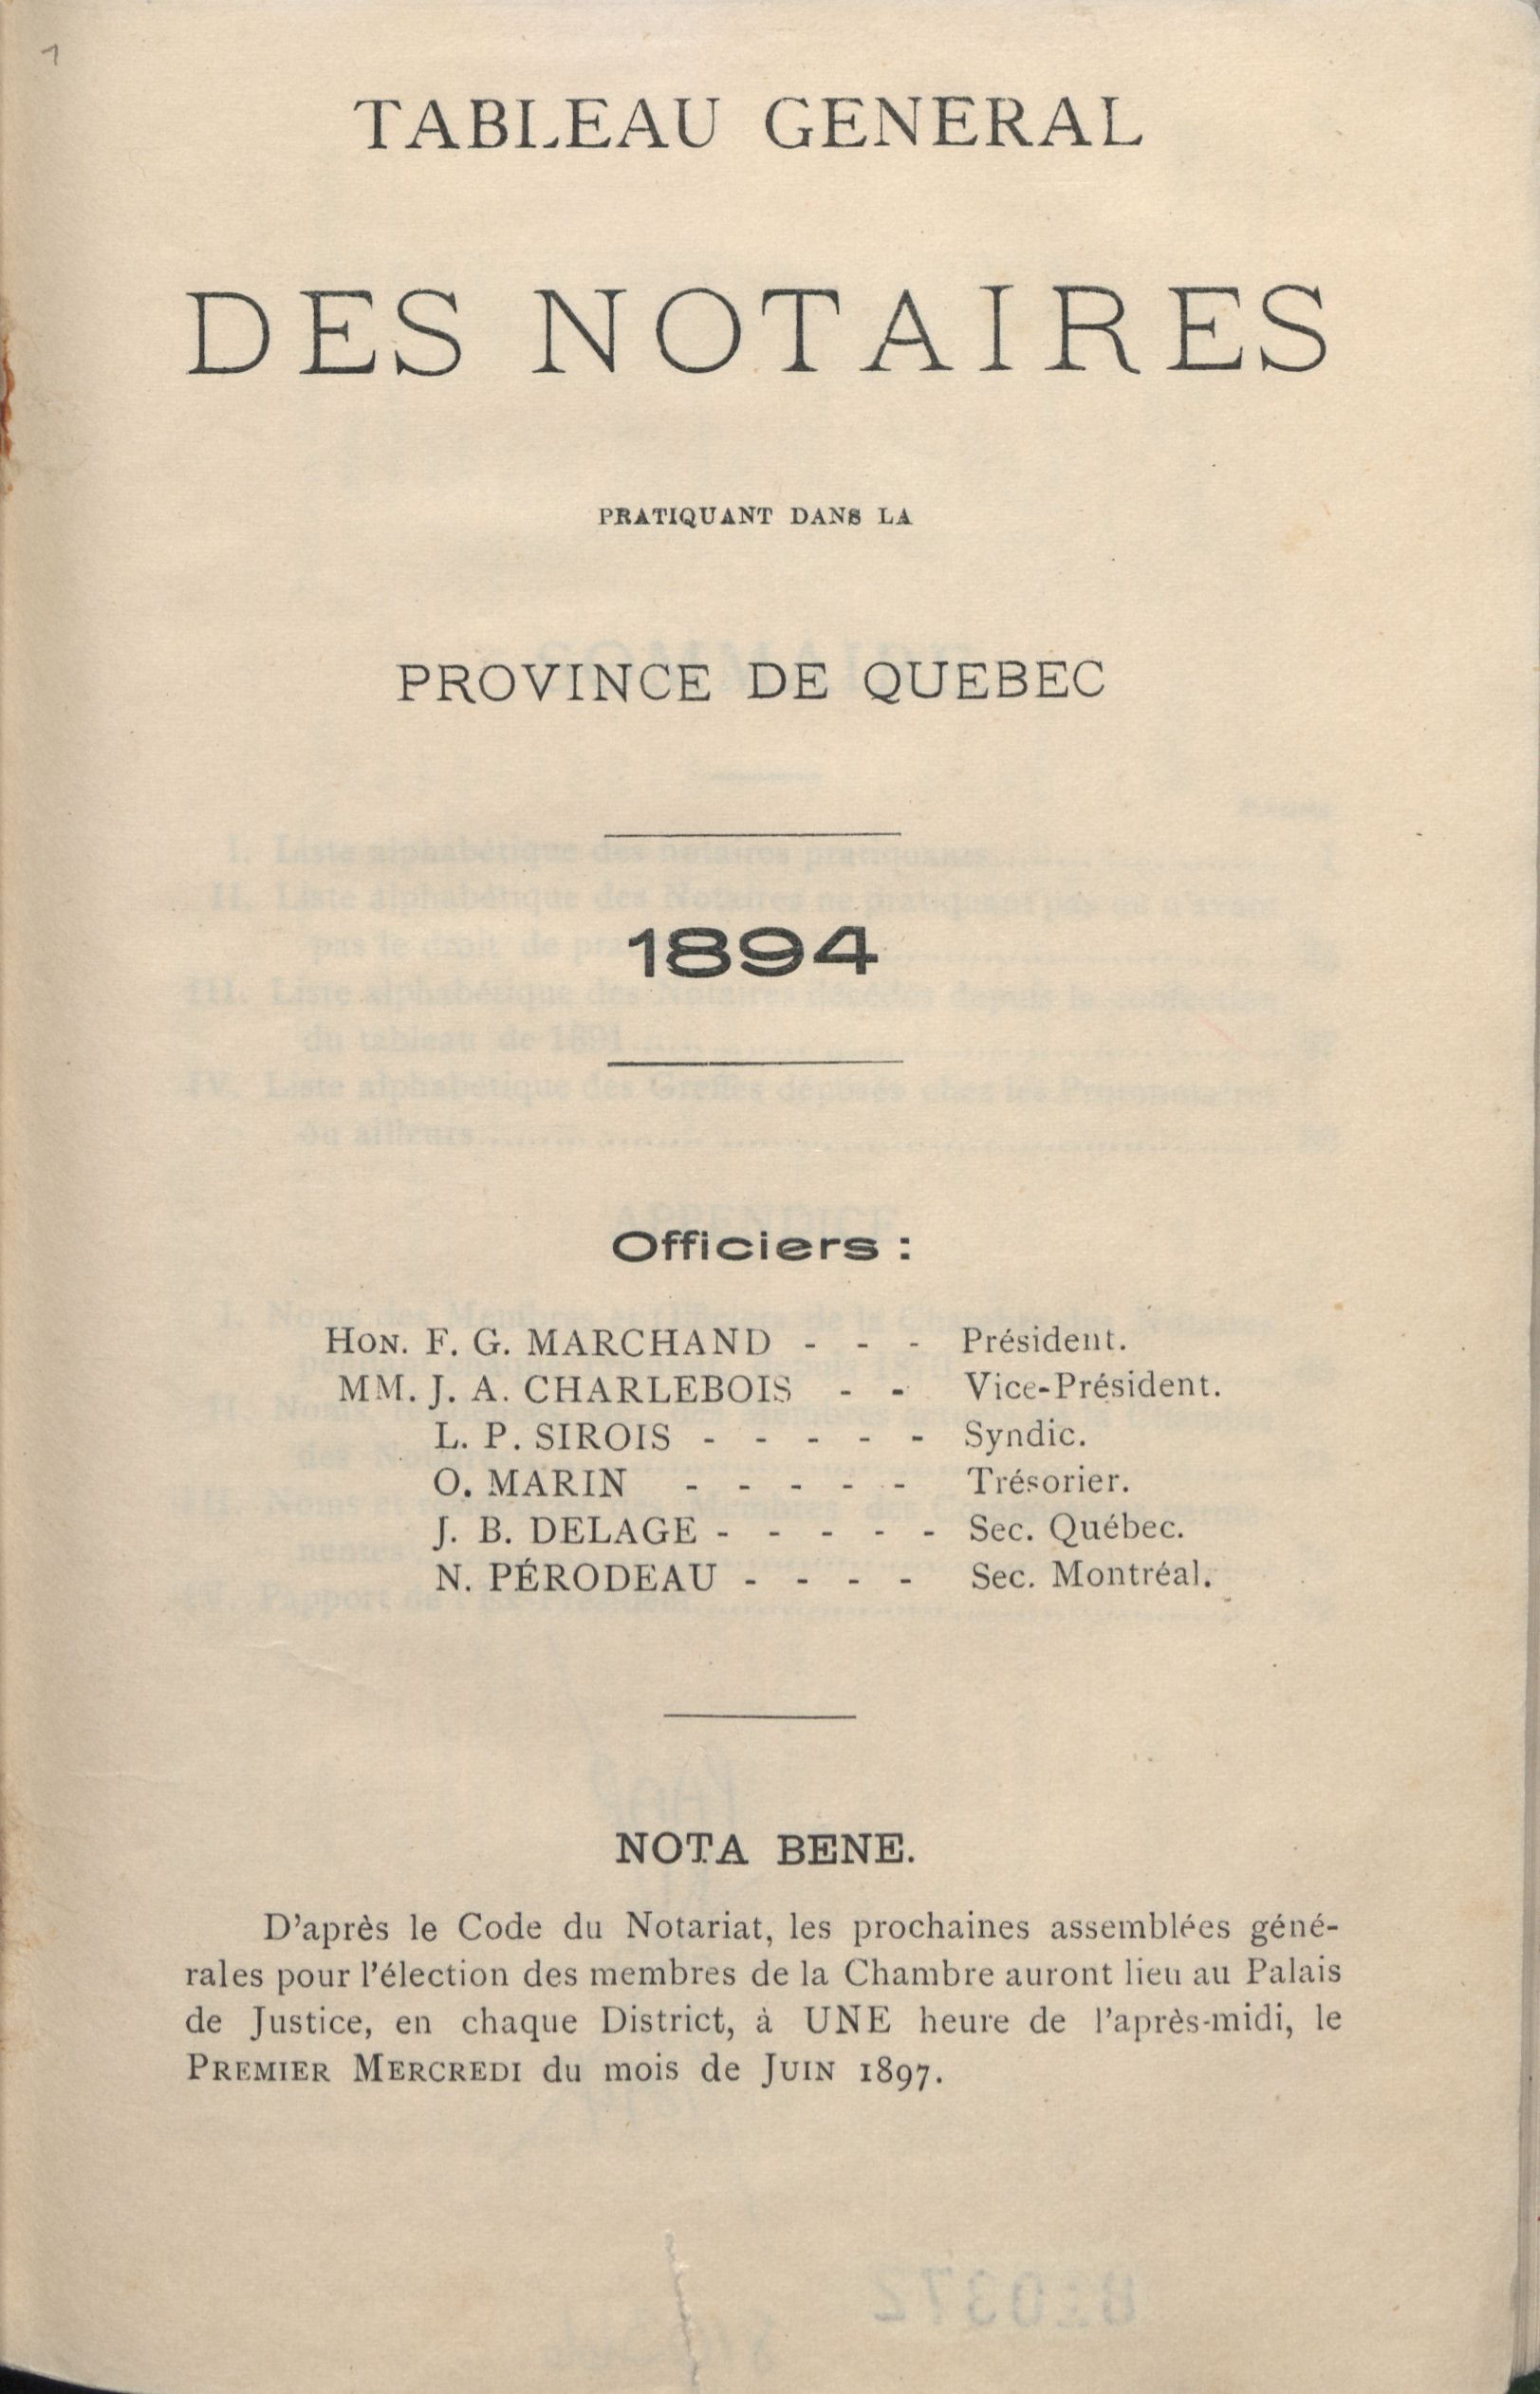 TABLEAU GENERAL
DES NOTAIRES
PRATIQUANT DANS LA
PROVINCE DE QUEBEC
1894
Officiers :
HON. F. G. MARCHAND - - - Président.
MM. J. A. CHARLEBOIS - - Vice-Président.
L. P. SIROIS - - - - - Syndic.
O. MARIN - - - - - Trésorier.
J. B. DELAGE - - - - - Sec. Québec.
N. PÉRODEAU - - - - Sec. Montréal.
NOTA BENE.
D'après le Code du Notariat, les prochaines assemblées géné-
rales pour l'élection des membres de la Chambre auront lieu au Palais
de Justice, en chaque District, à UNE heure de l'après-midi, le
PREMIER MERCREDI du mois de JUIN 1897.